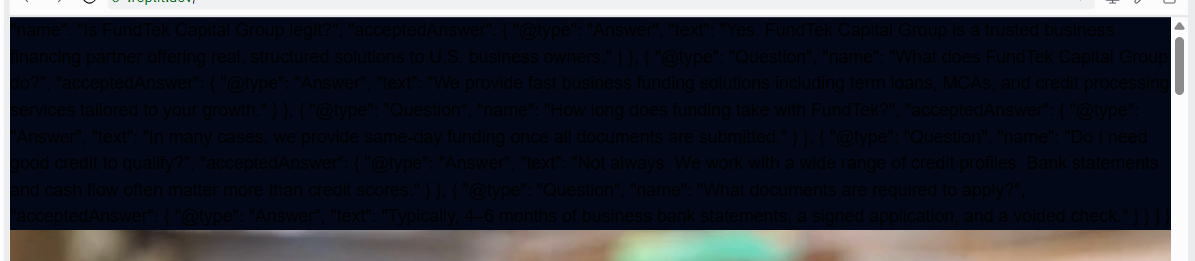 "name": "Is FundTek Capital Group legit?", "acceptedAnswer": { "@type": "Answer", "text": "Yes. FundTek Capital Group is a trusted business
financing partner offering real, structured solutions to U.S. business owners." } }, { "@type": "Question", "name": "What does FundTek Capital Group
do?", "acceptedAnswer": { "@type": "Answer", "text": "We provide fast business funding solutions including term loans, MCAs, and credit processing
services tailored to your growth." } }, { "@type": "Question", "name": "How long does funding take with FundTek?", "acceptedAnswer": { "@type":
"Answer", "text": "In many cases, we provide same-day funding once all documents are submitted." } }, { "@type": "Question", "name": "Do I need
good credit to qualify?", "acceptedAnswer": { "@type": "Answer", "text": "Not always. We work with a wide range of credit profiles. Bank statements
and cash flow often matter more than credit scores." } }, { "@type": "Question", "name": "What documents are required to apply?",
"acceptedAnswer": { "@type": "Answer", "text": "Typically, 4–6 months of business bank statements, a signed application, and a voided check." } } ] }